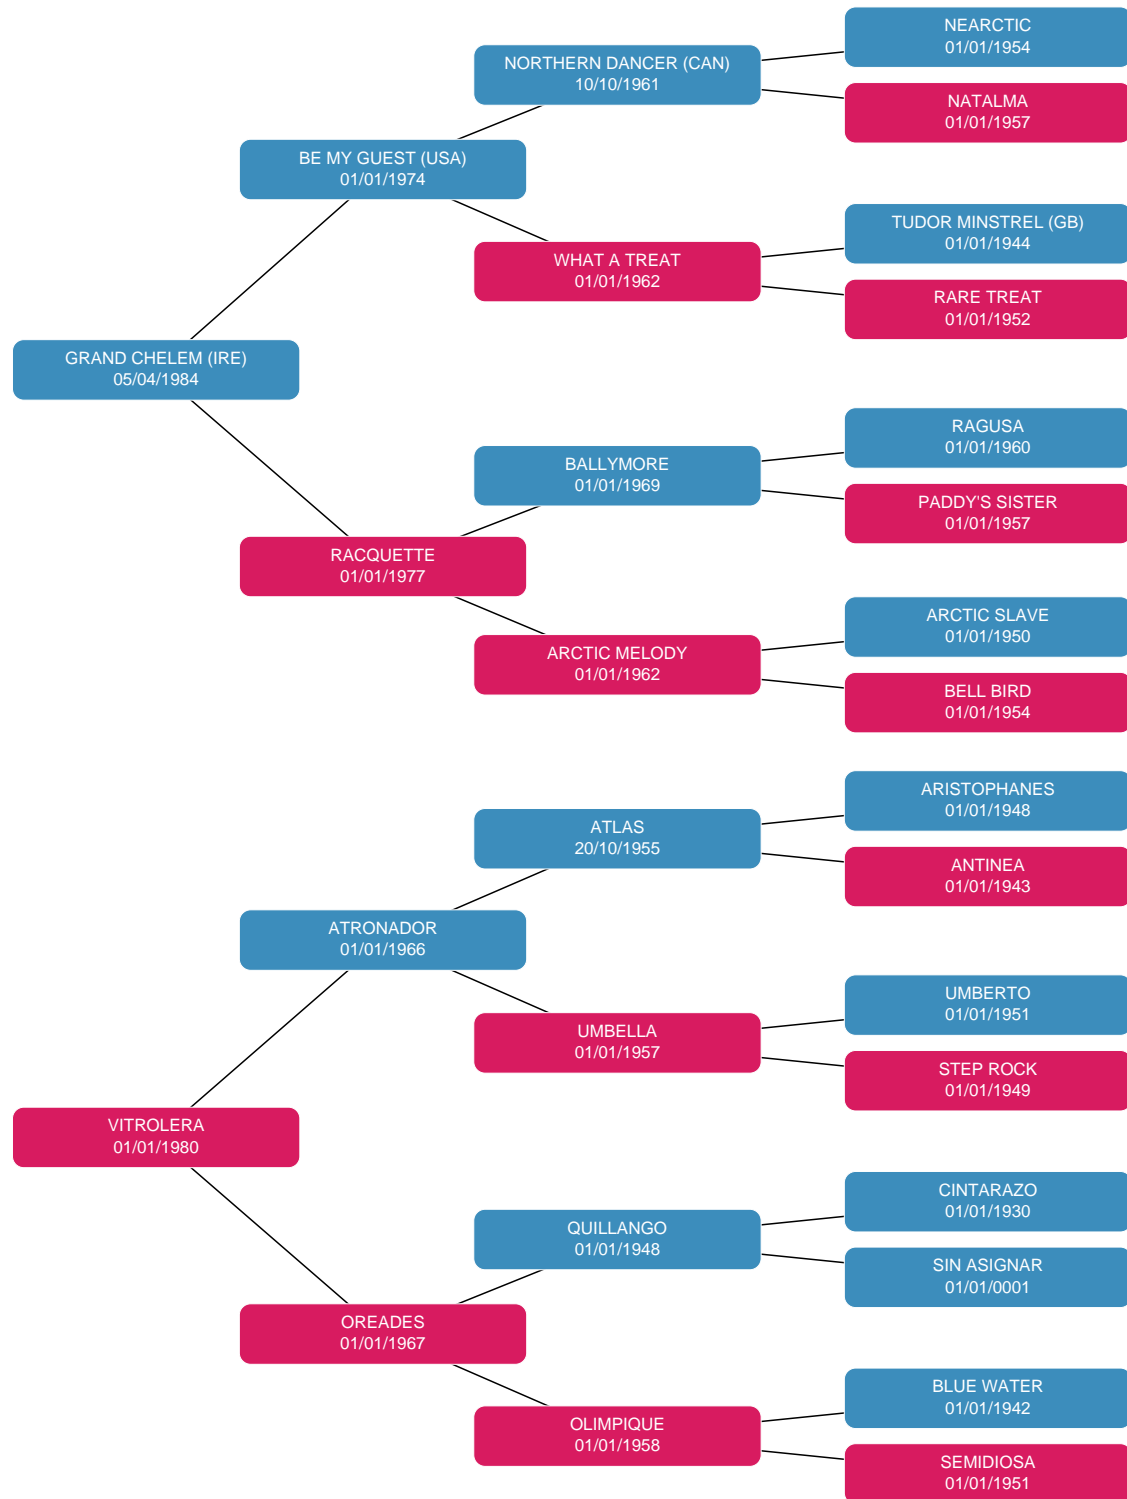 NEARCTIC
01/01/1954
NORTHERN DANCER (CAN)
10/10/1961
NATALMA
01/01/1957
BE MY GUEST (USA)
01/01/1974
TUDOR MINSTREL (GB)
01/01/1944
WHAT A TREAT
01/01/1962
RARE TREAT
01/01/1952
GRAND CHELEM (IRE)
05/04/1984
RAGUSA
01/01/1960
BALLYMORE
01/01/1969
PADDY'S SISTER
01/01/1957
RACQUETTE
01/01/1977
ARCTIC SLAVE
01/01/1950
ARCTIC MELODY
01/01/1962
BELL BIRD
01/01/1954
ARISTOPHANES
01/01/1948
ATLAS
20/10/1955
ANTINEA
01/01/1943
ATRONADOR
01/01/1966
UMBERTO
01/01/1951
UMBELLA
01/01/1957
STEP ROCK
01/01/1949
VITROLERA
01/01/1980
CINTARAZO
01/01/1930
QUILLANGO
01/01/1948
SIN ASIGNAR
01/01/0001
OREADES
01/01/1967
BLUE WATER
01/01/1942
OLIMPIQUE
01/01/1958
SEMIDIOSA
01/01/1951